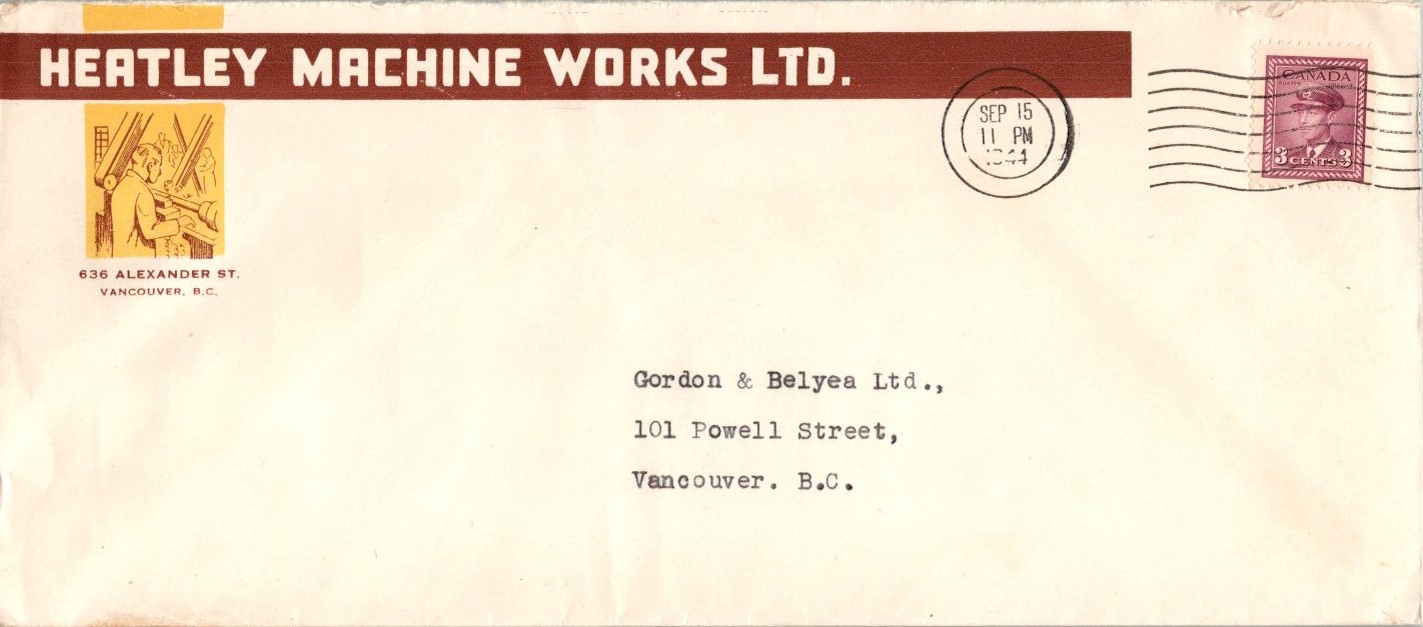 HEATLEY MACHINE WORKS LTD.
SEP 15
11 PM
1944
CANADA
3 CENTS 3
636 ALEXANDER ST.
VANCOUVER, B.C.
Gordon & Belyea Ltd.,
101 Powell Street,
Vancouver. B.C.